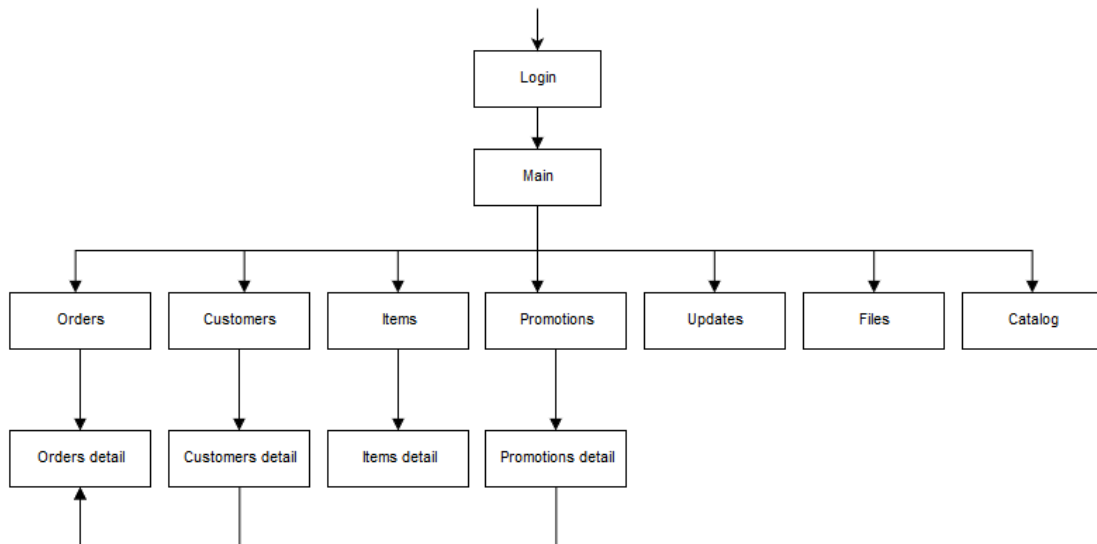 Login
Main
Orders
Customers
Items
Promotions
Updates
Files
Catalog
Orders detail
Customers detail
Items detail
Promotions detail